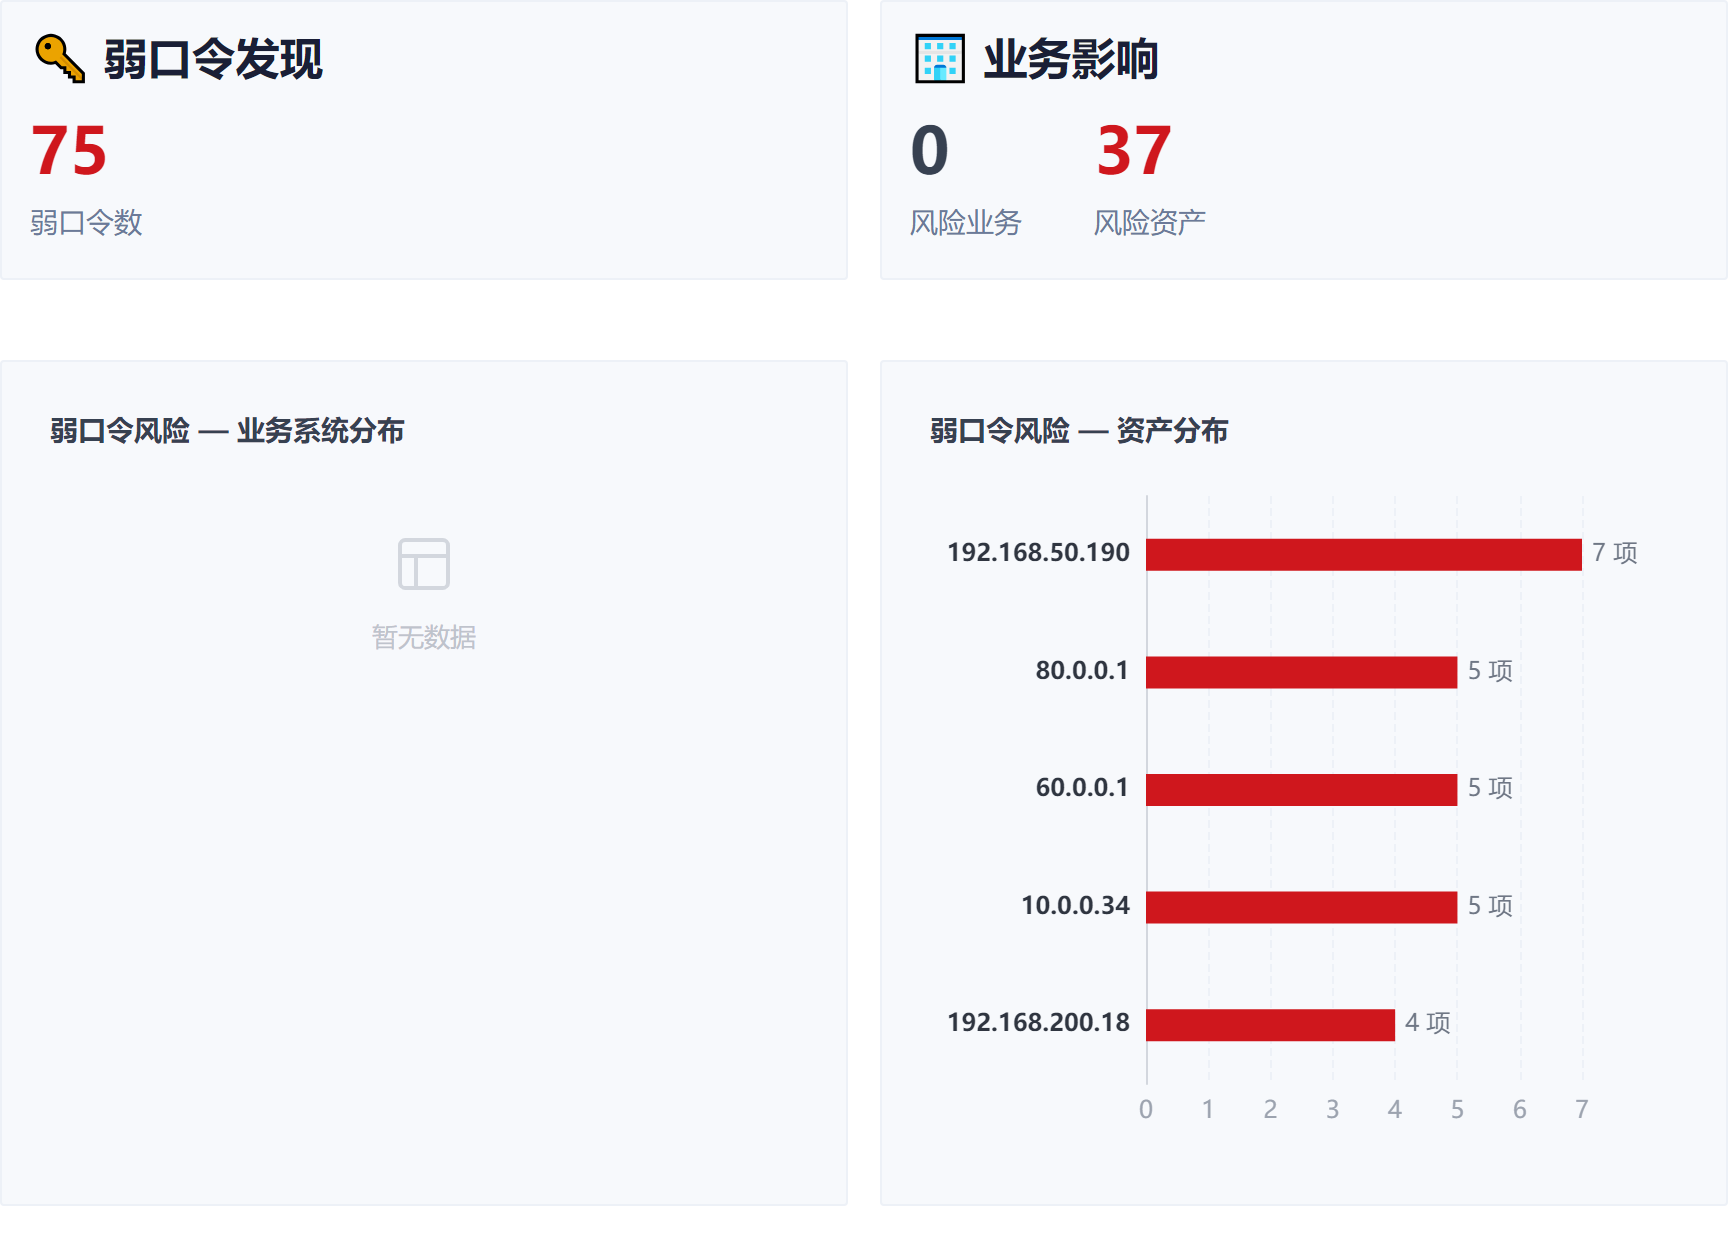 弱口令发现
75
弱口令数
业务影响
0 37
风险业务 风险资产
弱口令风险 — 业务系统分布
暂无数据
弱口令风险 — 资产分布
192.168.50.190 7 项
80.0.0.1 5 项
60.0.0.1 5 项
10.0.0.34 5 项
192.168.200.18 4 项
0 1 2 3 4 5 6 7